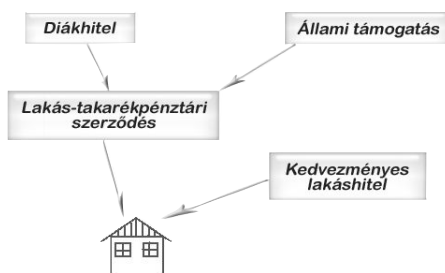 Diákhitel
Állami támogatás
Lakás-takarékpénztári
szerződés
Kedvezményes
lakáshitel